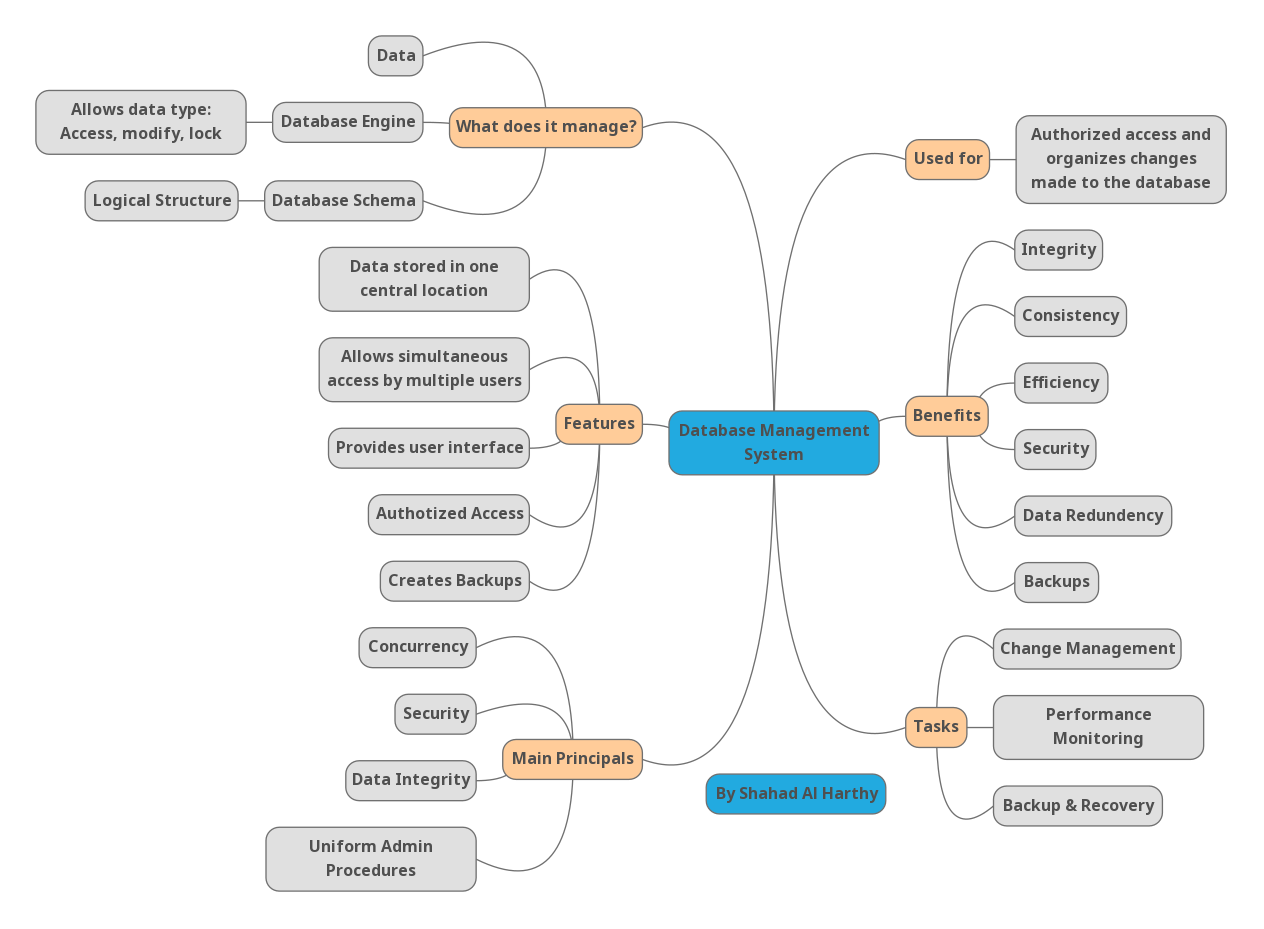 Database Management
System
What does it manage?
Data
Database Engine
Allows data type:
Access, modify, lock
Database Schema
Logical Structure
Features
Data stored in one
central location
Allows simultaneous
access by multiple users
Provides user interface
Authotized Access
Creates Backups
Main Principals
Concurrency
Security
Data Integrity
Uniform Admin
Procedures
Used for
Authorized access and
organizes changes
made to the database
Benefits
Integrity
Consistency
Efficiency
Security
Data Redundency
Backups
Tasks
Change Management
Performance
Monitoring
Backup & Recovery
By Shahad Al Harthy